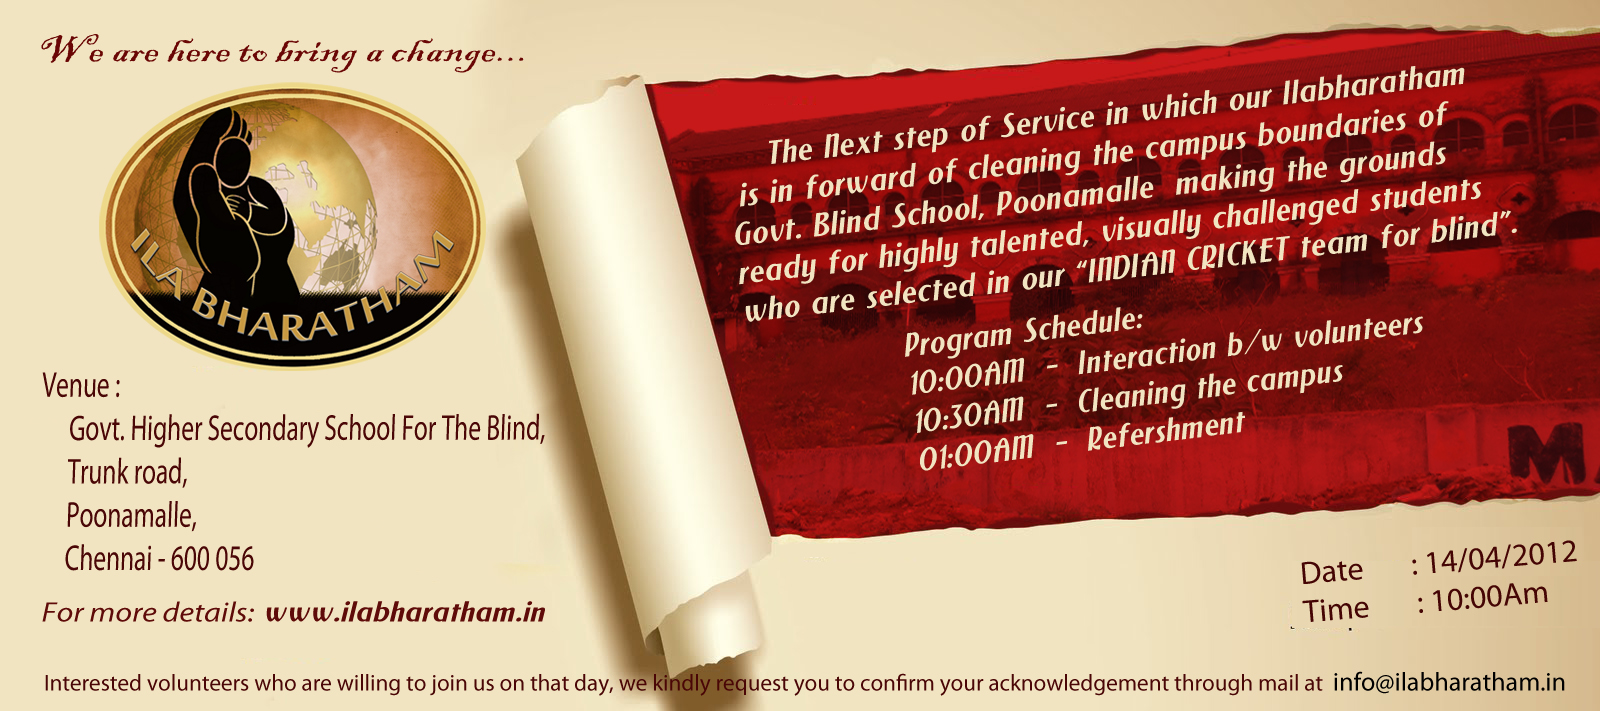 We are here to bring a change...
ILA BHARATHAM
Venue :
Govt. Higher Secondary School For The Blind,
Trunk road,
Poonamalle,
Chennai - 600 056
For more details: www.ilabharatham.in
The Next step of Service in which our Ilabharatham
is in forward of cleaning the campus boundaries of
Govt. Blind School, Poonamalle making the grounds
ready for highly talented, visually challenged students
who are selected in our “INDIAN CRICKET team for blind”.
Program Schedule:
10:00AM - Interaction b/w volunteers
10:30AM - Cleaning the campus
01:00AM - Refershment
Date : 14/04/2012
Time : 10:00Am
Interested volunteers who are willing to join us on that day, we kindly request you to confirm your acknowledgement through mail at info@ilabharatham.in